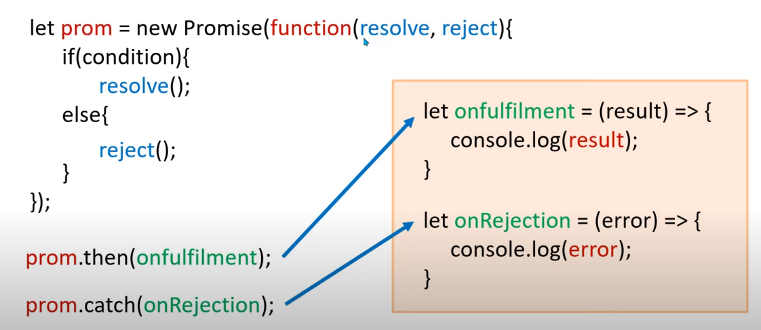 let prom = new Promise(function(resolve, reject){
if(condition){
resolve();
else{
reject();
}
});
prom.then(onfulfilment);
prom.catch(onRejection);
let onfulfilment = (result) => {
console.log(result);
}
let onRejection = (error) => {
console.log(error);
}